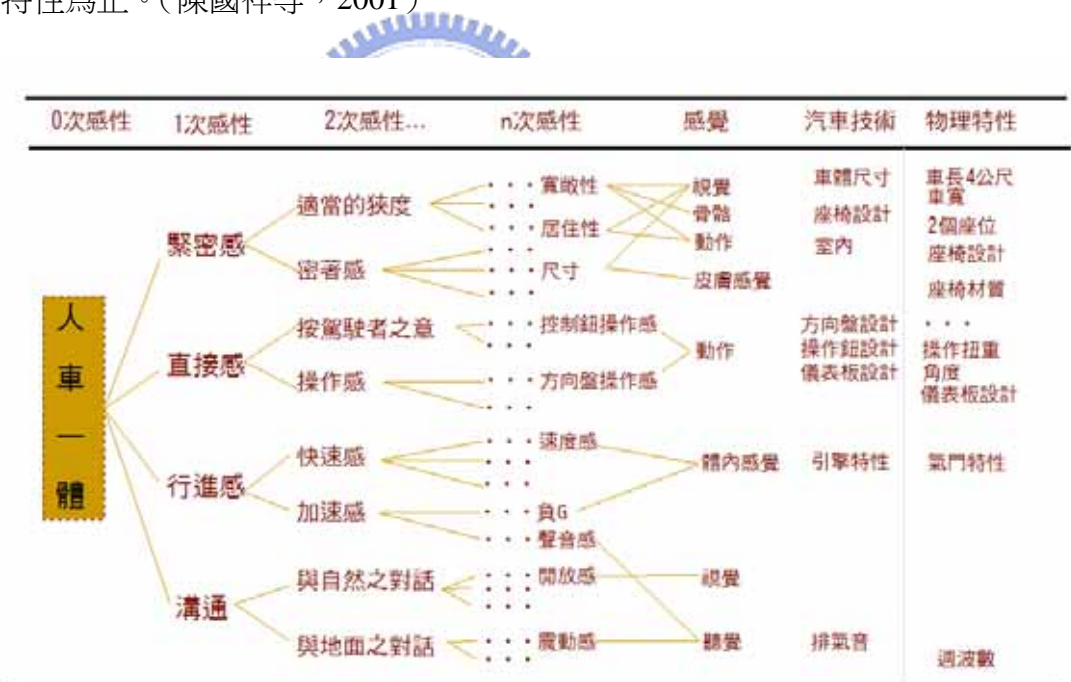 特性為止。(陳國祥等，2001)
0次感性 1次感性 2次感性... n次感性 感覺 汽車技術 物理特性
人車一體
緊密感
直接感
行進感
溝通
適當的狹度
密著感
按駕駛者之意
操作感
快速感
加速感
與自然之對話
與地面之對話
・・・寬敞性
・・・
・・・居住性
・・・
・・・尺寸
・・・
・・・控制鈕操作感
・・・
・・・方向盤操作感
・・・
・・・速度感
・・・
・・・
・・・負G
・・・聲音感
・・・開放感
・・・
・・・
・・・震動感
・・・
視覺
骨骼
動作
皮膚感覺
動作
體內感覺
視覺
聽覺
車體尺寸
座椅設計
室內
方向盤設計
操作鈕設計
儀表板設計
引擎特性
排氣音
車長4公尺
車寬
2個座位
座椅設計
座椅材質
・・・
操作扭重
角度
儀表板設計
氣門特性
週波數